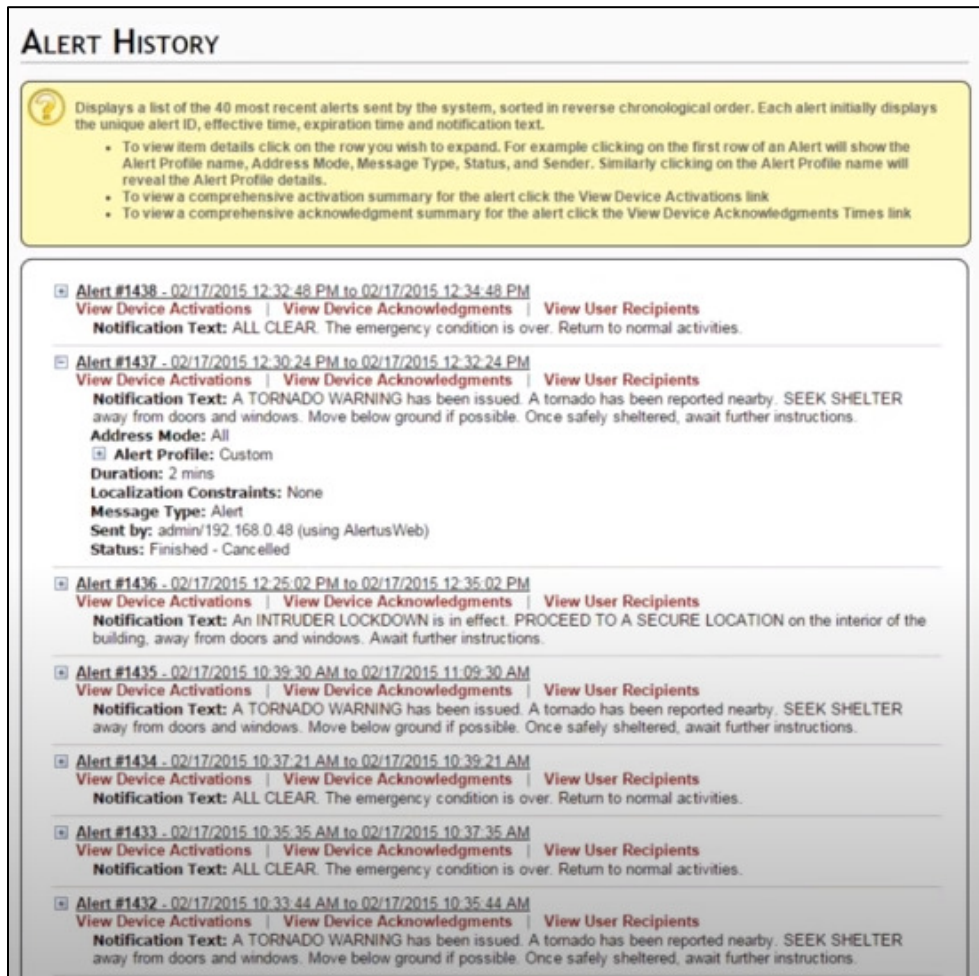 ALERT HISTORY
Displays a list of the 40 most recent alerts sent by the system, sorted in reverse chronological order. Each alert initially displays
the unique alert ID, effective time, expiration time and notification text.
• To view item details click on the row you wish to expand. For example clicking on the first row of an Alert will show the
Alert Profile name, Address Mode, Message Type, Status, and Sender. Similarly clicking on the Alert Profile name will
reveal the Alert Profile details.
• To view a comprehensive activation summary for the alert click the View Device Activations link
• To view a comprehensive acknowledgment summary for the alert click the View Device Acknowledgments Times link
Alert #1438 - 02/17/2015 12:32:48 PM to 02/17/2015 12:34:48 PM
View Device Activations | View Device Acknowledgments | View User Recipients
Notification Text: ALL CLEAR. The emergency condition is over. Return to normal activities.
Alert #1437 - 02/17/2015 12:30:24 PM to 02/17/2015 12:32:24 PM
View Device Activations | View Device Acknowledgments | View User Recipients
Notification Text: A TORNADO WARNING has been issued. A tornado has been reported nearby. SEEK SHELTER
away from doors and windows. Move below ground if possible. Once safely sheltered, await further instructions.
Address Mode: All
Alert Profile: Custom
Duration: 2 mins
Localization Constraints: None
Message Type: Alert
Sent by: admin/192.168.0.48 (using AlertusWeb)
Status: Finished - Cancelled
Alert #1436 - 02/17/2015 12:25:02 PM to 02/17/2015 12:35:02 PM
View Device Activations | View Device Acknowledgments | View User Recipients
Notification Text: An INTRUDER LOCKDOWN is in effect. PROCEED TO A SECURE LOCATION on the interior of the
building, away from doors and windows. Await further instructions.
Alert #1435 - 02/17/2015 10:39:30 AM to 02/17/2015 11:09:30 AM
View Device Activations | View Device Acknowledgments | View User Recipients
Notification Text: A TORNADO WARNING has been issued. A tornado has been reported nearby. SEEK SHELTER
away from doors and windows. Move below ground if possible. Once safely sheltered, await further instructions.
Alert #1434 - 02/17/2015 10:37:21 AM to 02/17/2015 10:39:21 AM
View Device Activations | View Device Acknowledgments | View User Recipients
Notification Text: ALL CLEAR. The emergency condition is over. Return to normal activities.
Alert #1433 - 02/17/2015 10:35:35 AM to 02/17/2015 10:37:35 AM
View Device Activations | View Device Acknowledgments | View User Recipients
Notification Text: ALL CLEAR. The emergency condition is over. Return to normal activities.
Alert #1432 - 02/17/2015 10:33:44 AM to 02/17/2015 10:35:44 AM
View Device Activations | View Device Acknowledgments | View User Recipients
Notification Text: A TORNADO WARNING has been issued. A tornado has been reported nearby. SEEK SHELTER
away from doors and windows. Move below ground if possible. Once safely sheltered, await further instructions.